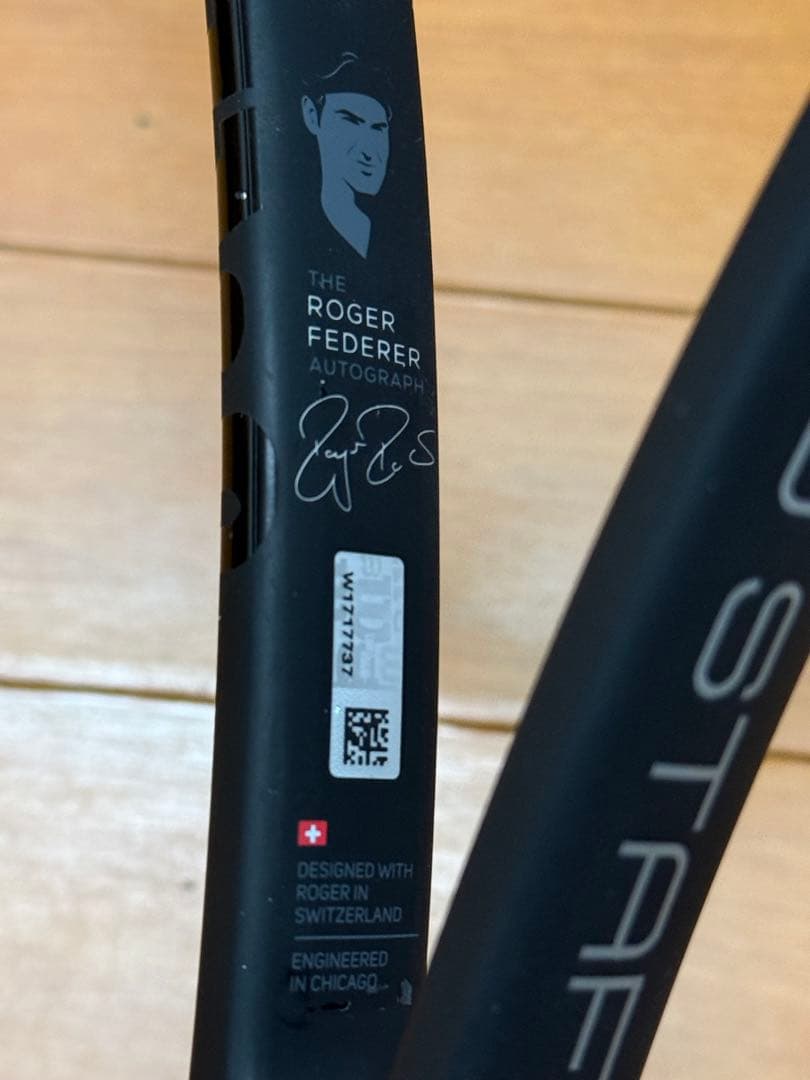 THE
ROGER
FEDERER
AUTOGRAPH
W1717737
DESIGNED WITH
ROGER IN
SWITZERLAND
ENGINEERED
IN CHICAGO
STAF